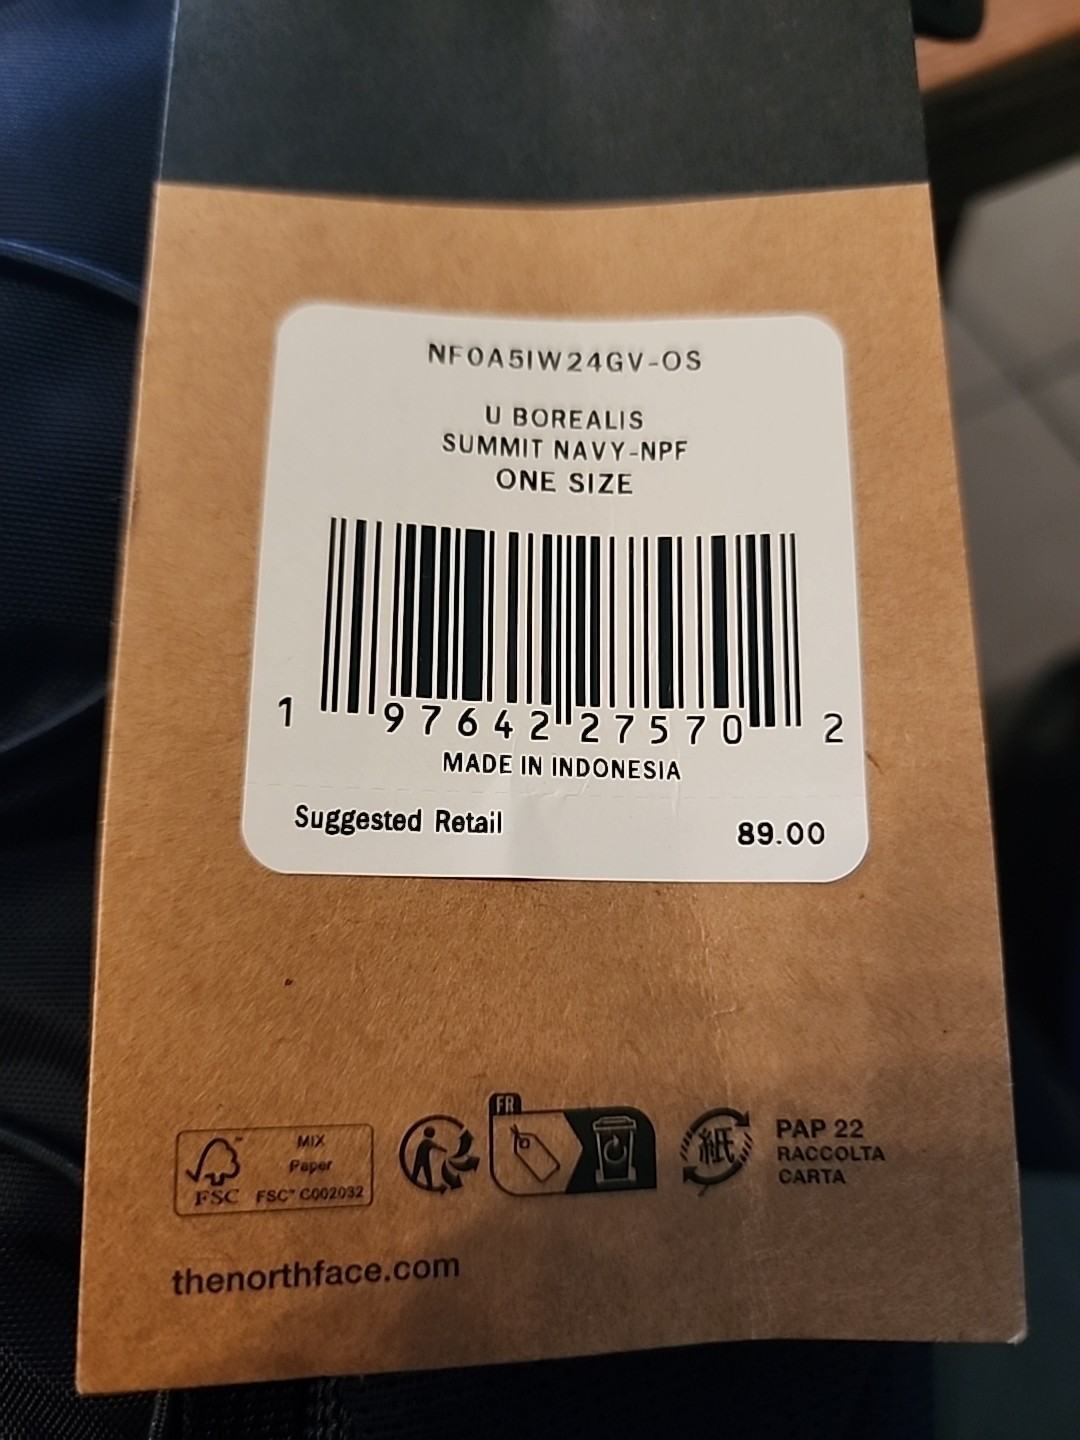 NF0A5IW24GV-OS
U BOREALIS
SUMMIT NAVY-NPF
ONE SIZE
1 97642 27570 2
MADE IN INDONESIA
Suggested Retail 89.00
FSC
MIX
Paper
FSC™ C002032
FR
紙
PAP 22
RACCOLTA
CARTA
thenorthface.com